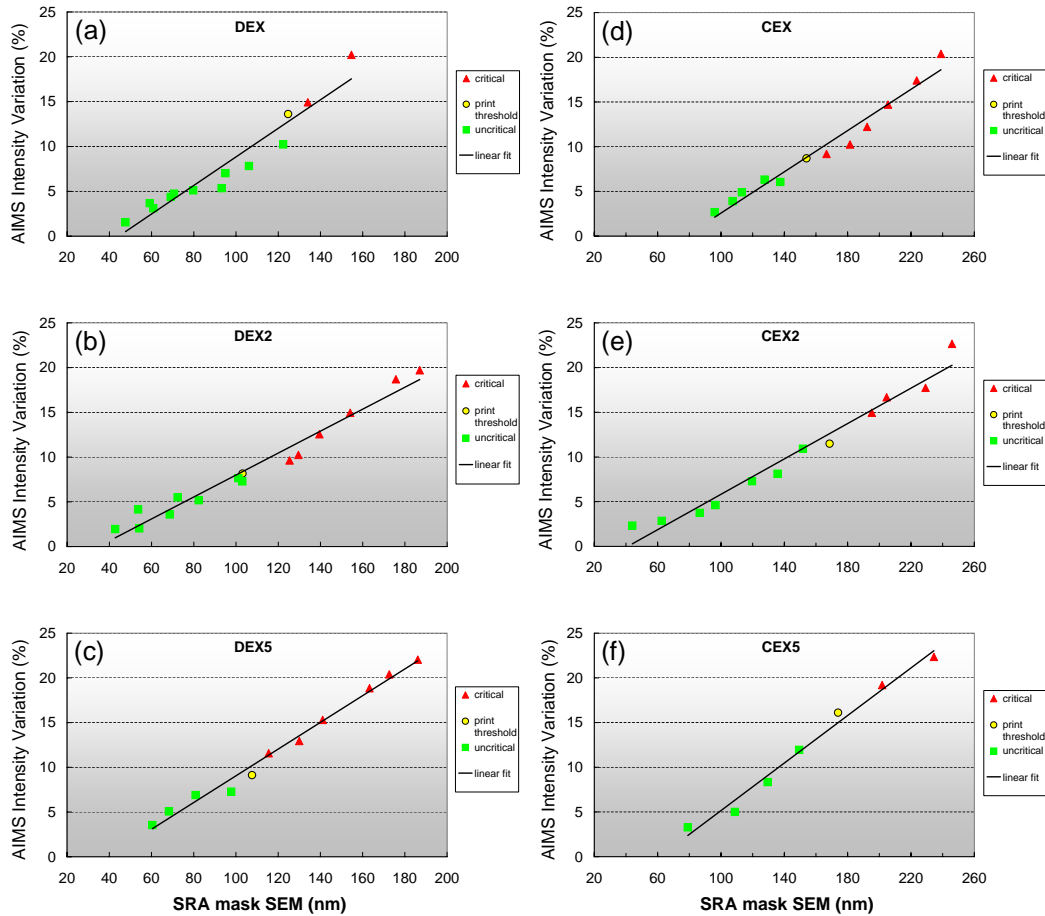 (a)
DEX
AIMS Intensity Variation (%)
25
20
15
10
5
0
20 40 60 80 100 120 140 160 180 200
critical
print
threshold
uncritical
linear fit
(d)
CEX
AIMS Intensity Variation (%)
25
20
15
10
5
0
20 60 100 140 180 220 260
critical
print
threshold
uncritical
linear fit
(b)
DEX2
AIMS Intensity Variation (%)
25
20
15
10
5
0
20 40 60 80 100 120 140 160 180 200
critical
print
threshold
uncritical
linear fit
(e)
CEX2
AIMS Intensity Variation (%)
25
20
15
10
5
0
20 60 100 140 180 220 260
critical
print
threshold
uncritical
linear fit
(c)
DEX5
AIMS Intensity Variation (%)
25
20
15
10
5
0
20 40 60 80 100 120 140 160 180 200
SRA mask SEM (nm)
critical
print
threshold
uncritical
linear fit
(f)
CEX5
AIMS Intensity Variation (%)
25
20
15
10
5
0
20 60 100 140 180 220 260
SRA mask SEM (nm)
critical
print
threshold
uncritical
linear fit